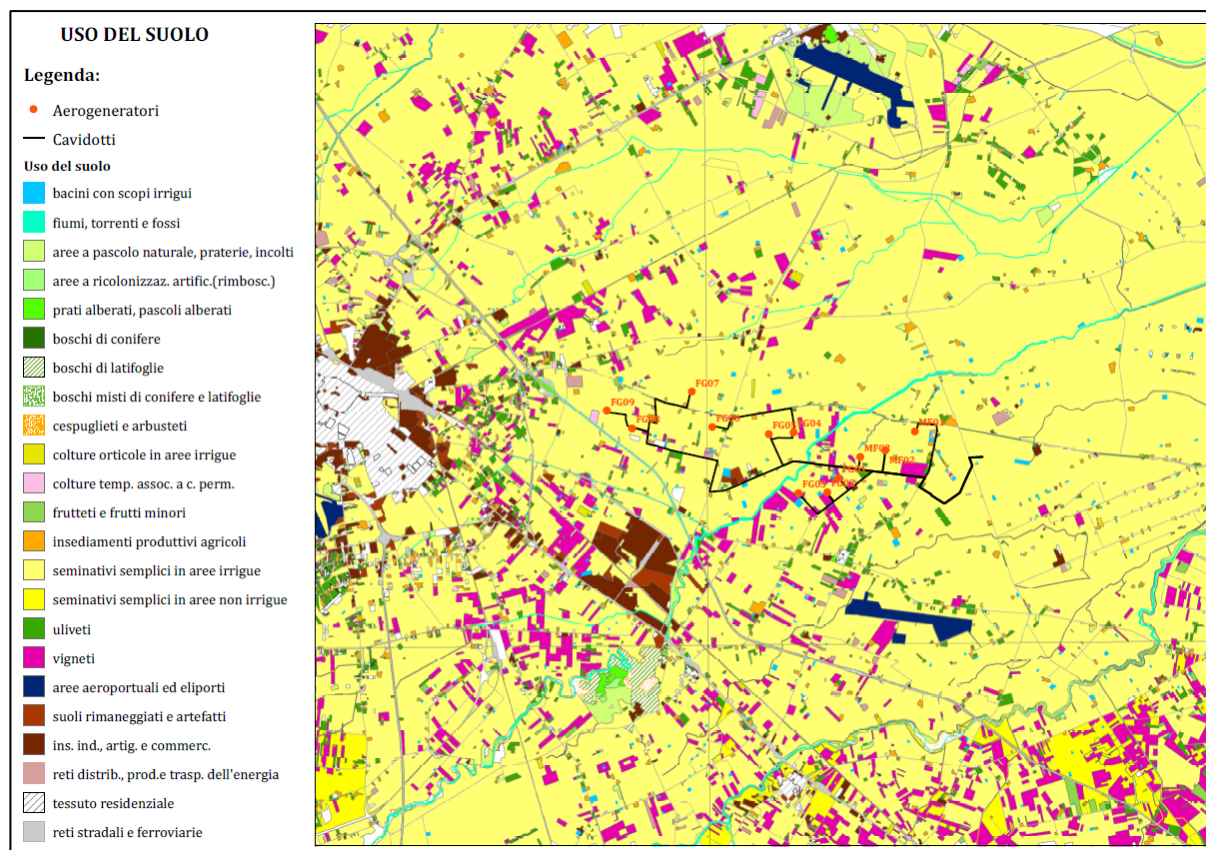 USO DEL SUOLO
Legenda:
Aerogeneratori
Cavidotti
Uso del suolo
bacini con scopi irrigui
fiumi, torrenti e fossi
aree a pascolo naturale, praterie, incolti
aree a ricolonizzaz. artific.(rimbosc.)
prati alberati, pascoli alberati
boschi di conifere
boschi di latifoglie
boschi misti di conifere e latifoglie
cespuglieti e arbusteti
colture orticole in aree irrigue
colture temp. assoc. a c. perm.
frutteti e frutti minori
insediamenti produttivi agricoli
seminativi semplici in aree irrigue
seminativi semplici in aree non irrigue
uliveti
vigneti
aree aeroportuali ed eliporti
suoli rimaneggiati e artefatti
ins. ind., artig. e commerc.
reti distrib., prod.e trasp. dell'energia
tessuto residenziale
reti stradali e ferroviarie
FG07
FG09
FG04
FG05
MF02
FG03